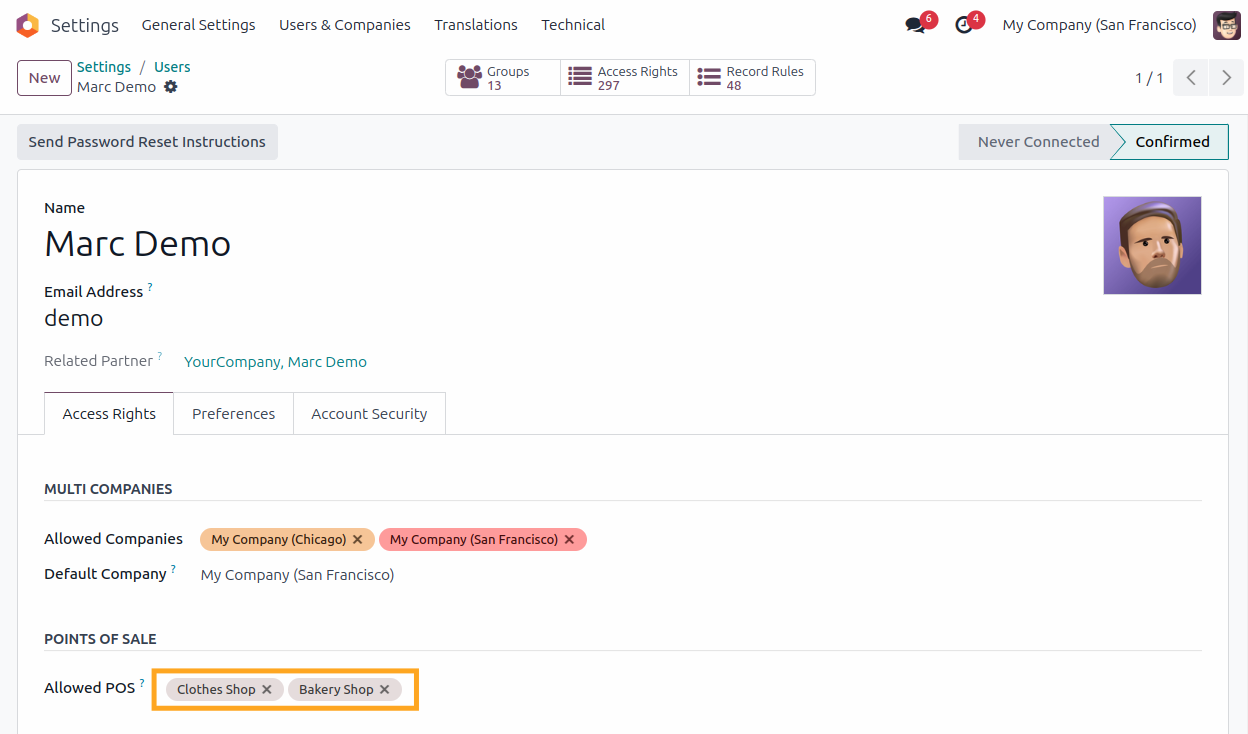 Settings General Settings Users & Companies Translations Technical 6 4 My Company (San Francisco)
New Settings / Users
Marc Demo
Groups 13
Access Rights 297
Record Rules 48
1 / 1
Send Password Reset Instructions Never Connected Confirmed
Name
Marc Demo
Email Address ?
demo
Related Partner ? YourCompany, Marc Demo
Access Rights Preferences Account Security
MULTI COMPANIES
Allowed Companies My Company (Chicago) × My Company (San Francisco) ×
Default Company ? My Company (San Francisco)
POINTS OF SALE
Allowed POS ? Clothes Shop × Bakery Shop ×